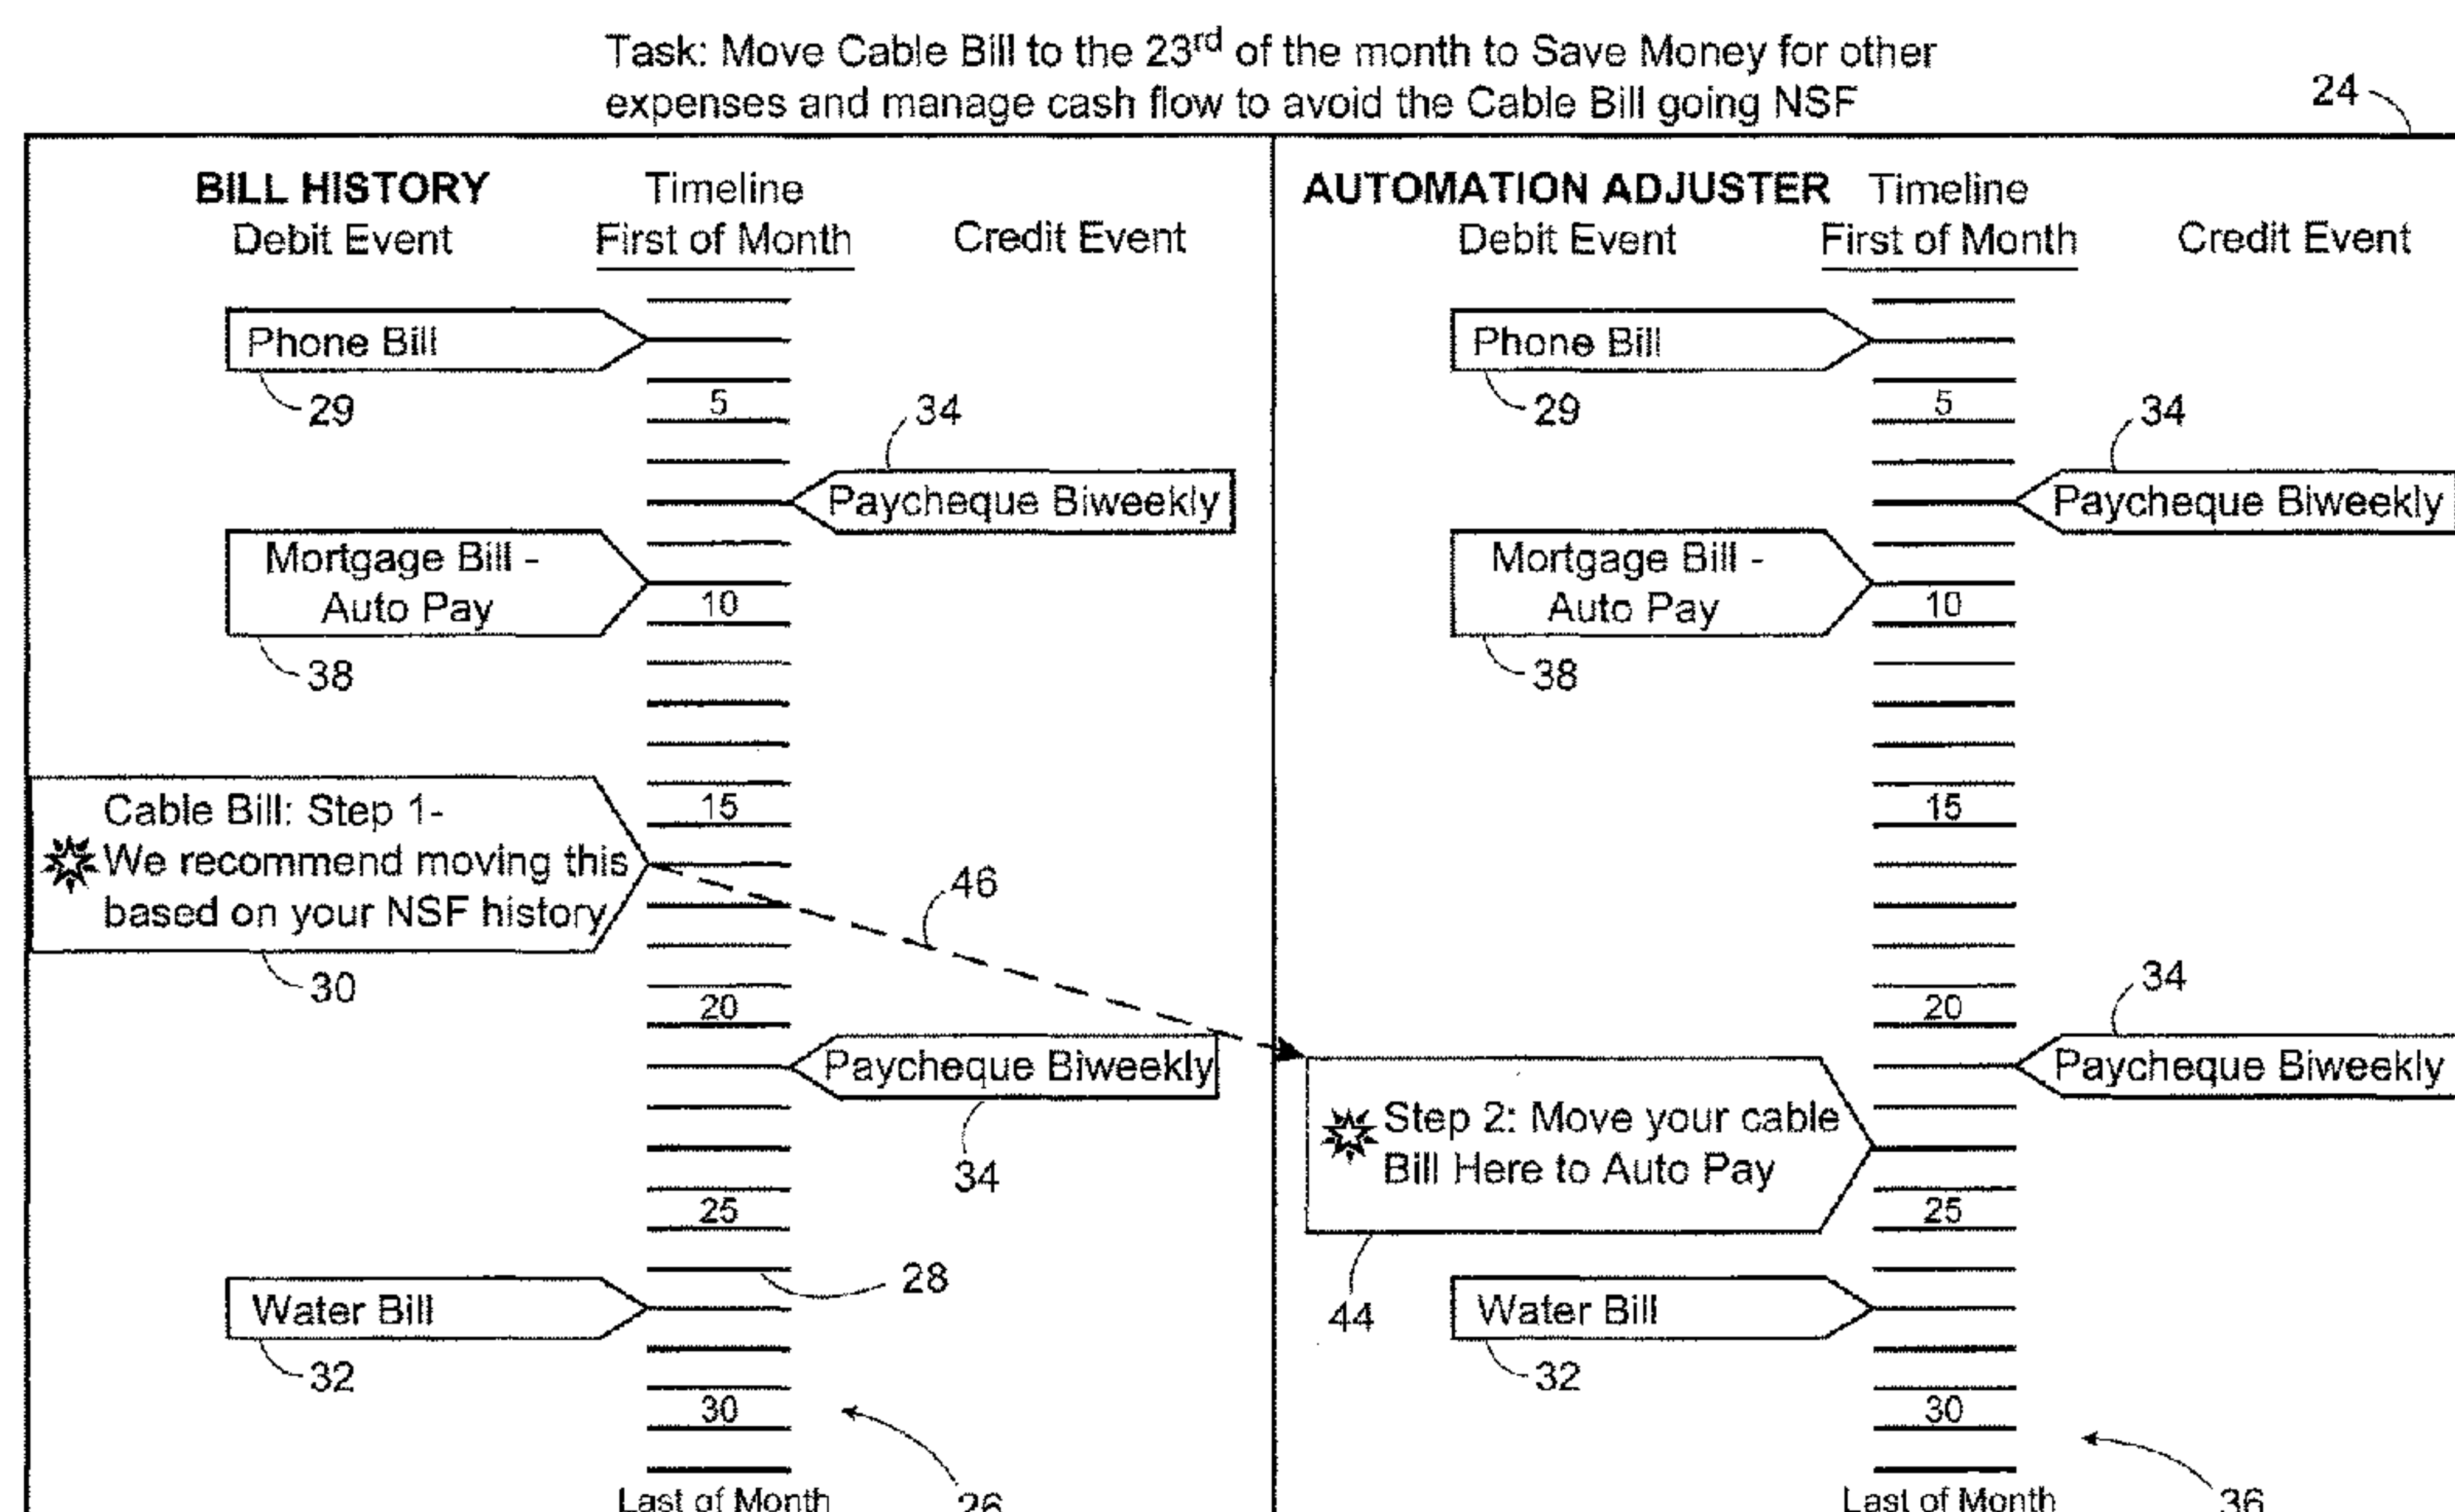 Task: Move Cable Bill to the 23rd of the month to Save Money for other
expenses and manage cash flow to avoid the Cable Bill going NSF
24
BILL HISTORY
Debit Event
Timeline
First of Month
Credit Event
Phone Bill
29
5
34
Paycheque Biweekly
Mortgage Bill -
Auto Pay
38
10
Cable Bill: Step 1-
We recommend moving this
based on your NSF history
30
15
46
20
Paycheque Biweekly
34
25
28
Water Bill
32
30
26
Last of Month
AUTOMATION ADJUSTER
Debit Event
Timeline
First of Month
Credit Event
Phone Bill
29
5
34
Paycheque Biweekly
Mortgage Bill -
Auto Pay
38
10
15
20
34
Paycheque Biweekly
Step 2: Move your cable
Bill Here to Auto Pay
44
25
Water Bill
32
30
36
Last of Month